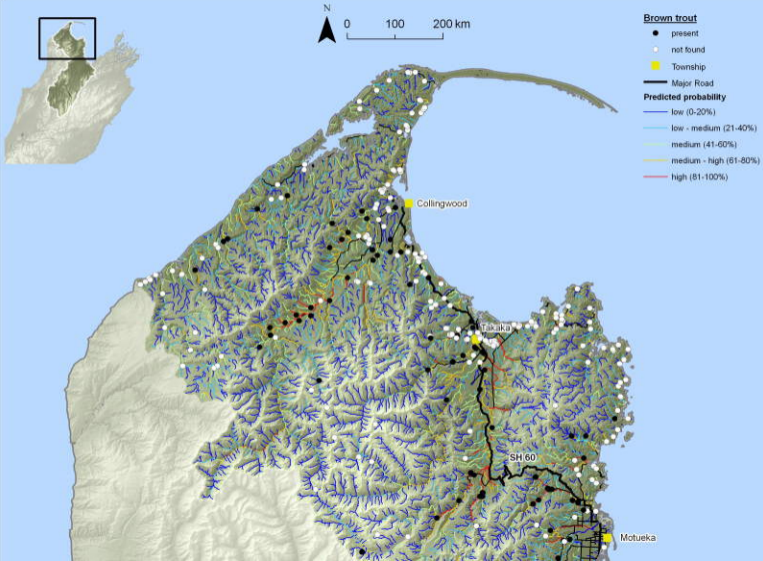 N
0 100 200 km
Brown trout
present
not found
Township
Major Road
Predicted probability
low (0-20%)
low - medium (21-40%)
medium (41-60%)
medium - high (61-80%)
high (81-100%)
Collingwood
Takaka
SH 60
Motueka